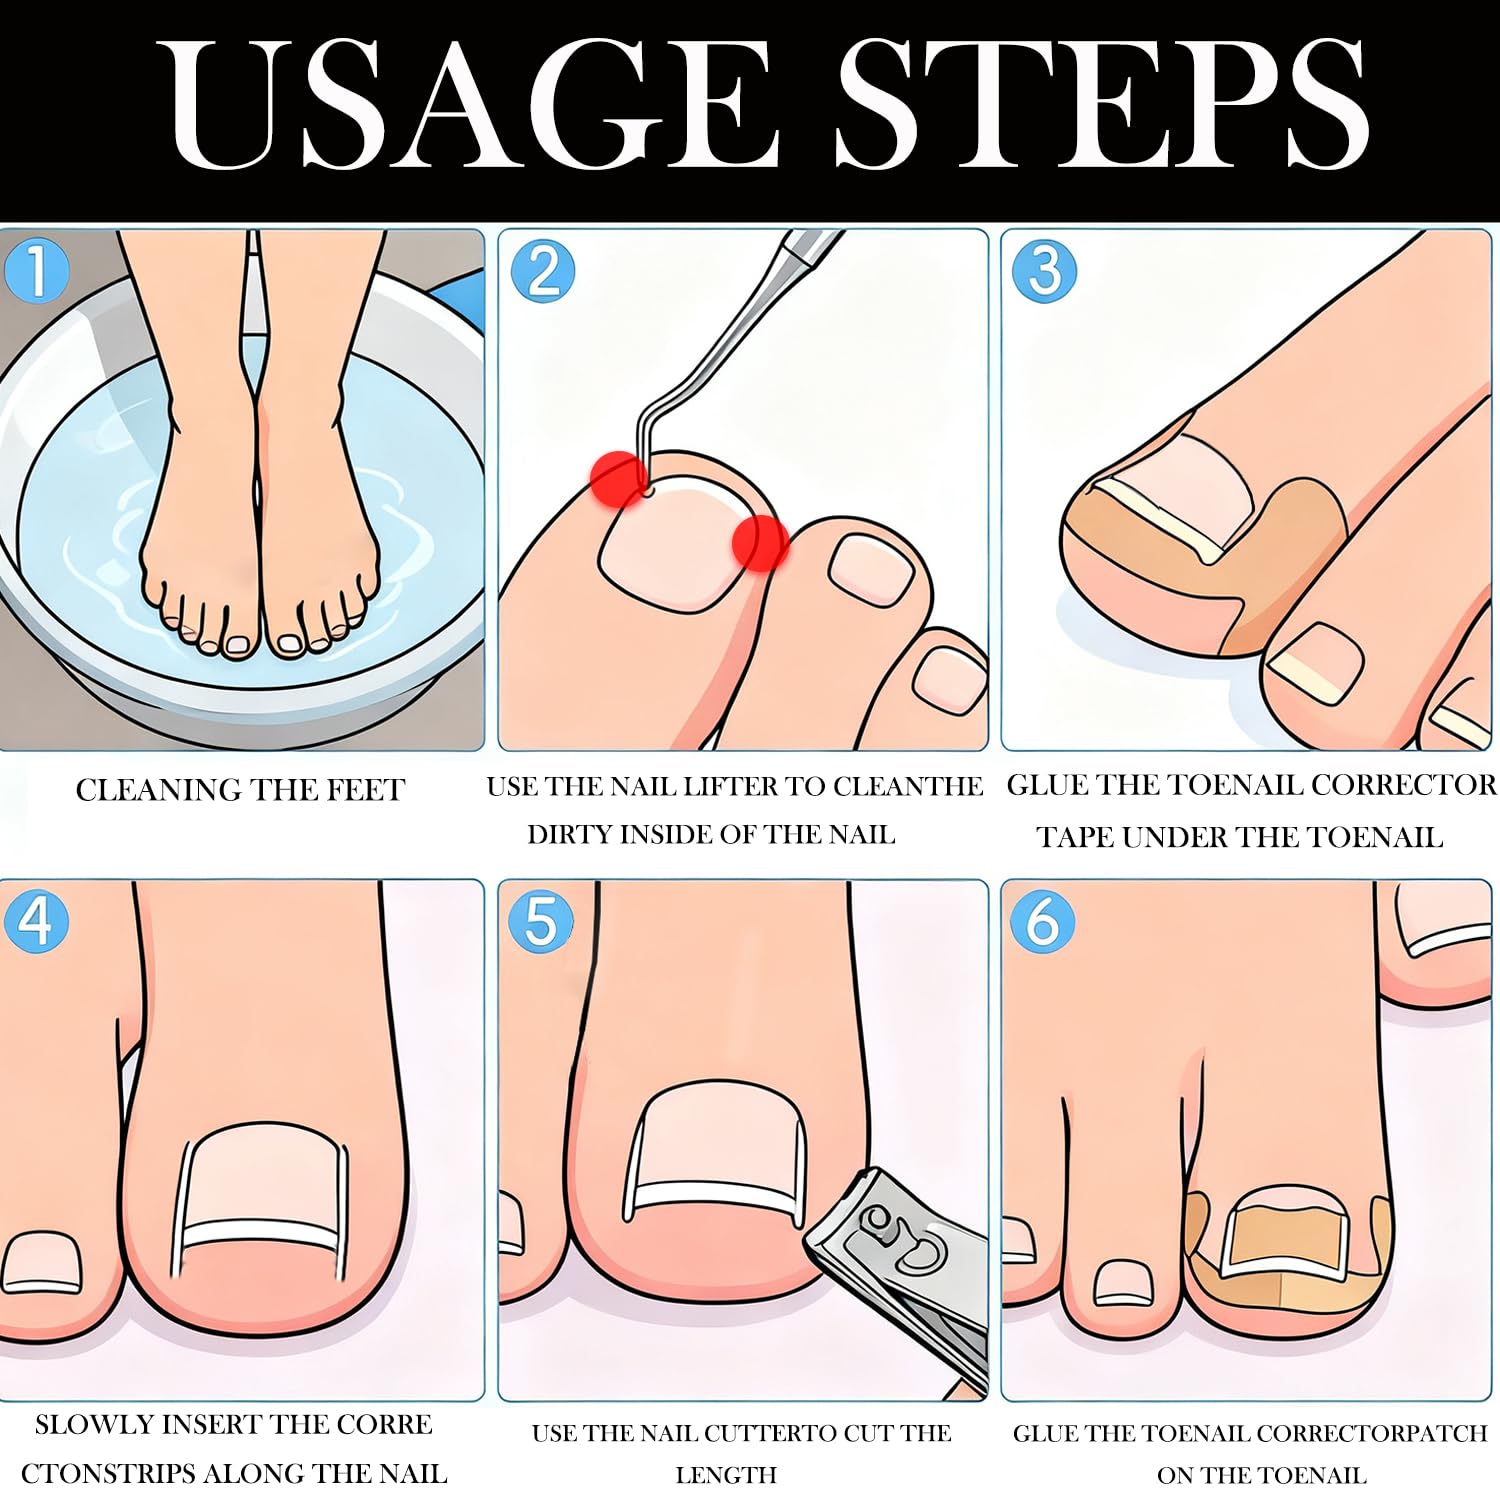 USAGE STEPS
1
2
3
CLEANING THE FEET
USE THE NAIL LIFTER TO CLEANTHE
DIRTY INSIDE OF THE NAIL
GLUE THE TOENAIL CORRECTOR
TAPE UNDER THE TOENAIL
4
5
6
SLOWLY INSERT THE CORRE
CTONSTRIPS ALONG THE NAIL
USE THE NAIL CUTTERTO CUT THE
LENGTH
GLUE THE TOENAIL CORRECTORPATCH
ON THE TOENAIL